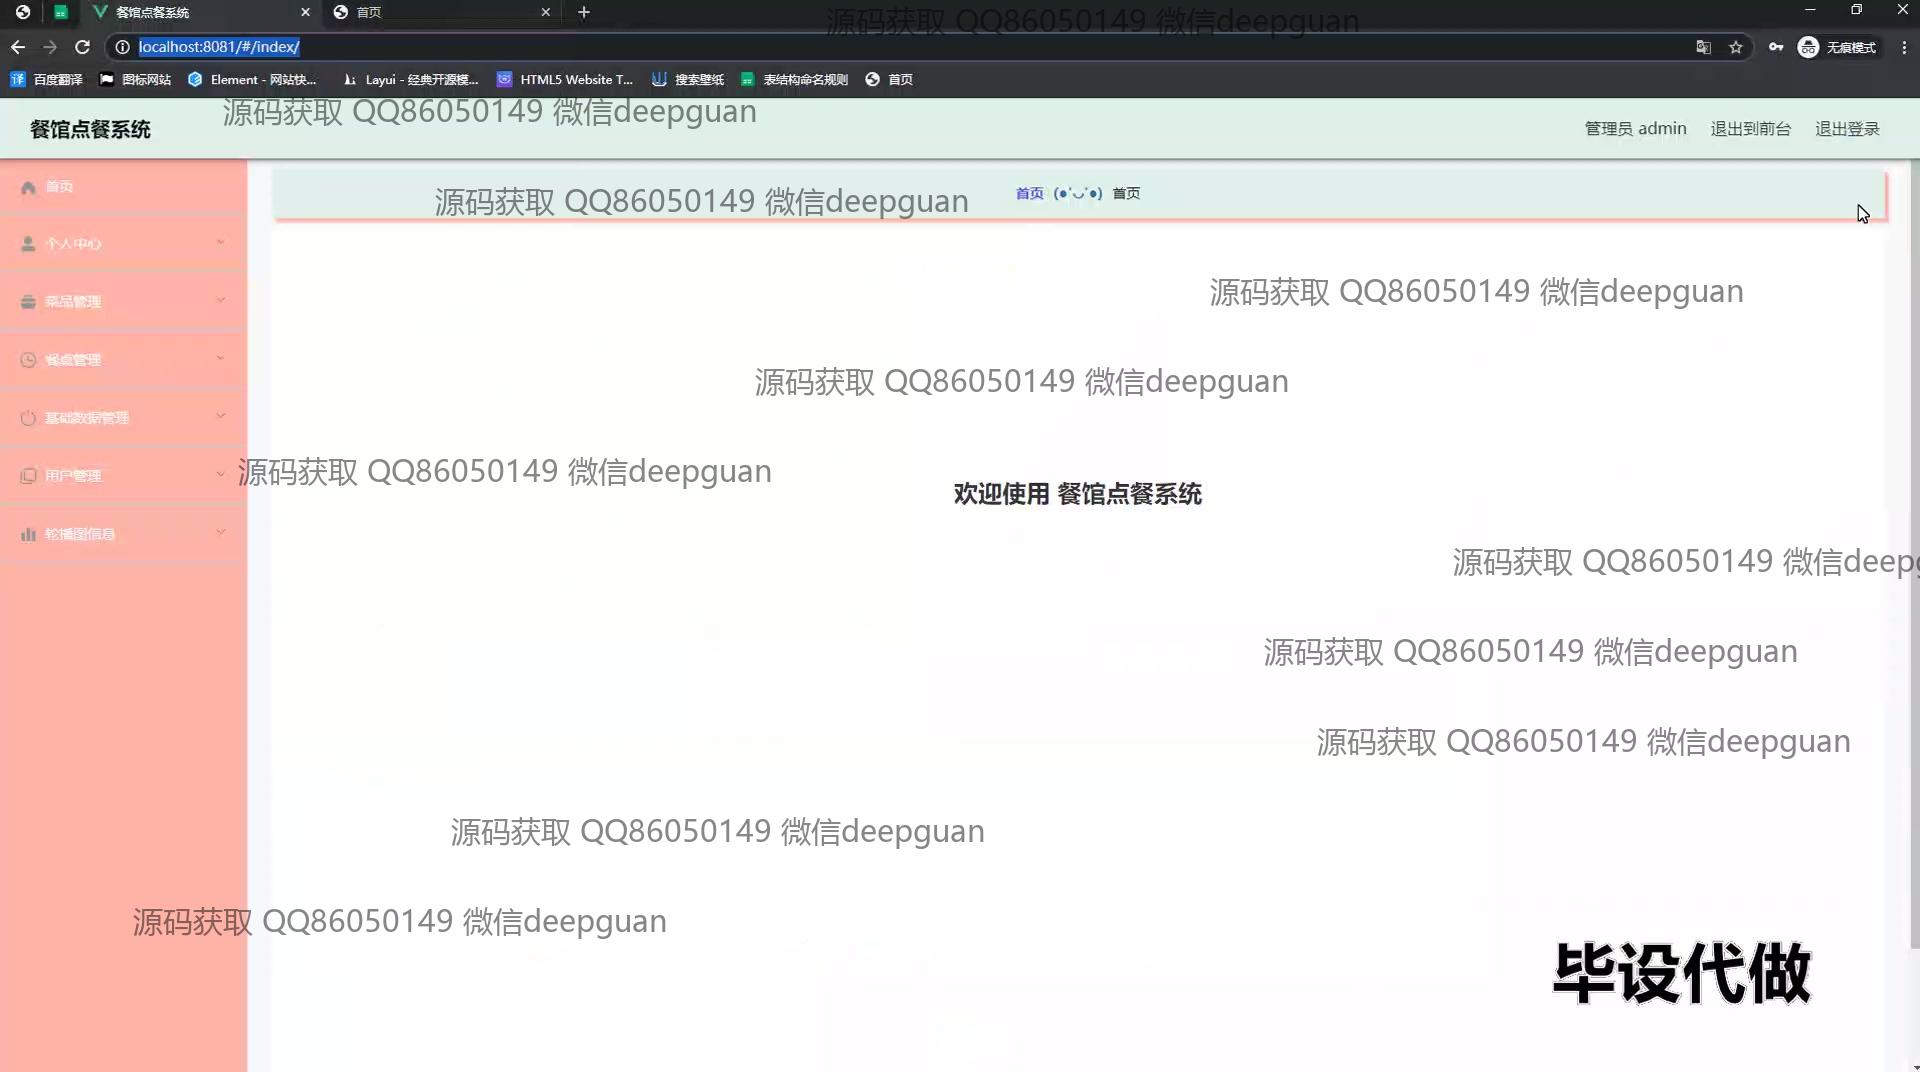 餐馆点餐系统
首页
源码获取 QQ86050149 微信deepguan
localhost:8081/#/index/
无痕模式
百度翻译
图标网站
Element - 网站快...
Layui - 经典开源模...
HTML5 Website T...
搜索壁纸
表结构命名规则
首页
源码获取 QQ86050149 微信deepguan
餐馆点餐系统
管理员 admin
退出到前台
退出登录
首页
源码获取 QQ86050149 微信deepguan
首页 (●'◡'●) 首页
个人中心
源码获取 QQ86050149 微信deepguan
菜品管理
餐桌管理
源码获取 QQ86050149 微信deepguan
基础数据管理
用户管理
源码获取 QQ86050149 微信deepguan
欢迎使用 餐馆点餐系统
轮播图信息
源码获取 QQ86050149 微信deepg
源码获取 QQ86050149 微信deepguan
源码获取 QQ86050149 微信deepguan
源码获取 QQ86050149 微信deepguan
源码获取 QQ86050149 微信deepguan
毕设代做